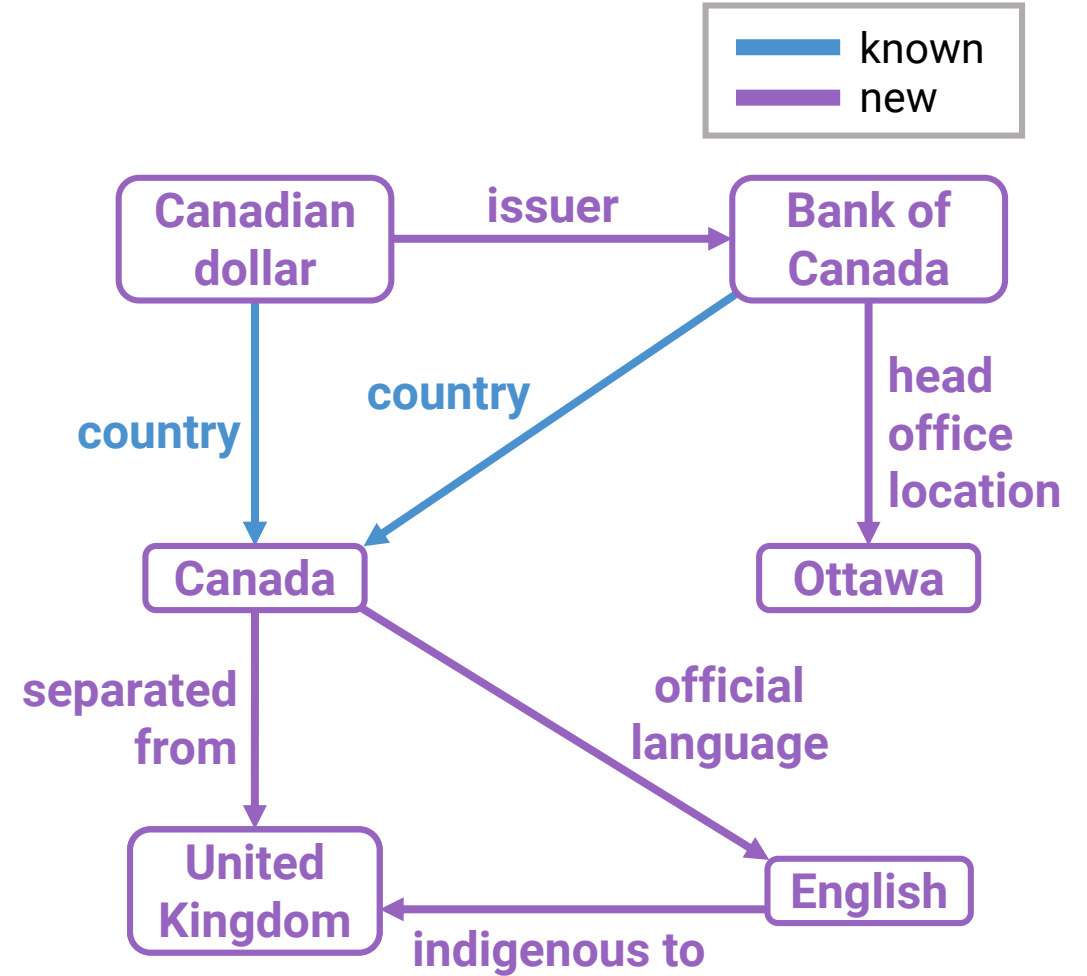 known
new
Canadian
dollar
issuer
Bank of
Canada
country
country
head
office
location
Canada
Ottawa
separated
from
official
language
United
Kingdom
English
indigenous to